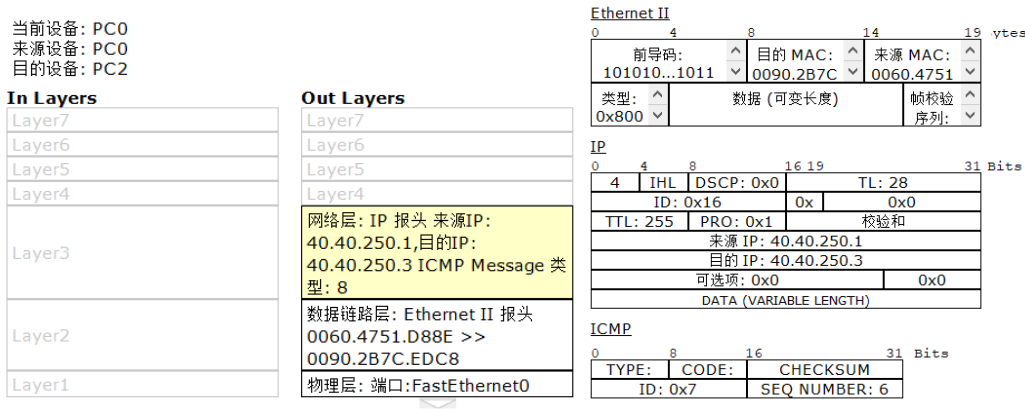 当前设备: PC0
来源设备: PC0
目的设备: PC2
In Layers
Layer7
Layer6
Layer5
Layer4
Layer3
Layer2
Layer1
Out Layers
Layer7
Layer6
Layer5
Layer4
网络层: IP 报头 来源IP:
40.40.250.1,目的IP:
40.40.250.3 ICMP Message 类
型: 8
数据链路层: Ethernet II 报头
0060.4751.D88E >>
0090.2B7C.EDC8
物理层: 端口:FastEthernet0
Ethernet II
0 4 8 14 19 ytes
前导码: 目的 MAC: 来源 MAC:
101010...1011 0090.2B7C 0060.4751
类型: 数据 (可变长度) 帧校验
0x800 序列:
IP
0 4 8 16 19 31 Bits
4 IHL DSCP: 0x0 TL: 28
ID: 0x16 0x 0x0
TTL: 255 PRO: 0x1 校验和
来源 IP: 40.40.250.1
目的 IP: 40.40.250.3
可选项: 0x0 0x0
DATA (VARIABLE LENGTH)
ICMP
0 8 16 31 Bits
TYPE: CODE: CHECKSUM
ID: 0x7 SEQ NUMBER: 6